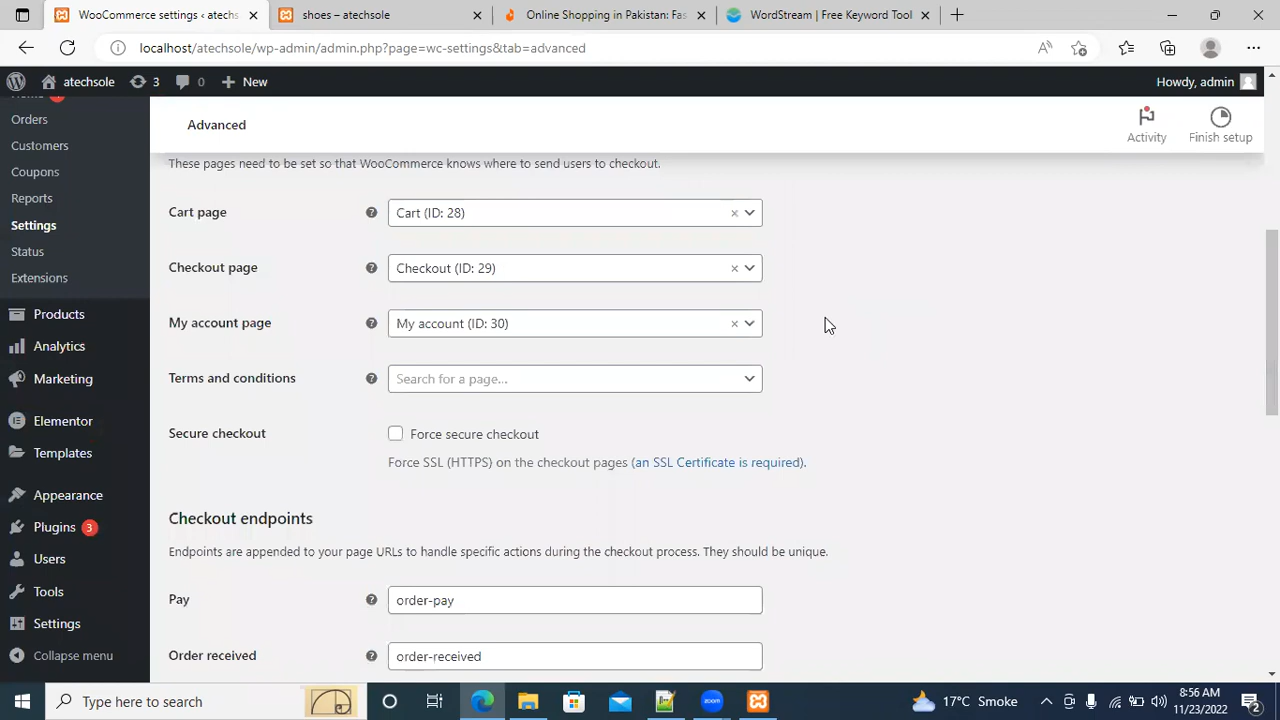 WooCommerce settings ‹ atechs
shoes – atechsole
Online Shopping in Pakistan: Fas
WordStream | Free Keyword Tool
localhost/atechsole/wp-admin/admin.php?page=wc-settings&tab=advanced
atechsole
3
0
New
Howdy, admin
Orders
Customers
Coupons
Reports
Settings
Status
Extensions
Products
Analytics
Marketing
Elementor
Templates
Appearance
Plugins 3
Users
Tools
Settings
Collapse menu
Advanced
Activity
Finish setup
These pages need to be set so that WooCommerce knows where to send users to checkout.
Cart page
Cart (ID: 28)
Checkout page
Checkout (ID: 29)
My account page
My account (ID: 30)
Terms and conditions
Search for a page...
Secure checkout
Force secure checkout
Force SSL (HTTPS) on the checkout pages (an SSL Certificate is required).
Checkout endpoints
Endpoints are appended to your page URLs to handle specific actions during the checkout process. They should be unique.
Pay
order-pay
Order received
order-received
Type here to search
zoom
17°C Smoke
8:56 AM
11/23/2022
2